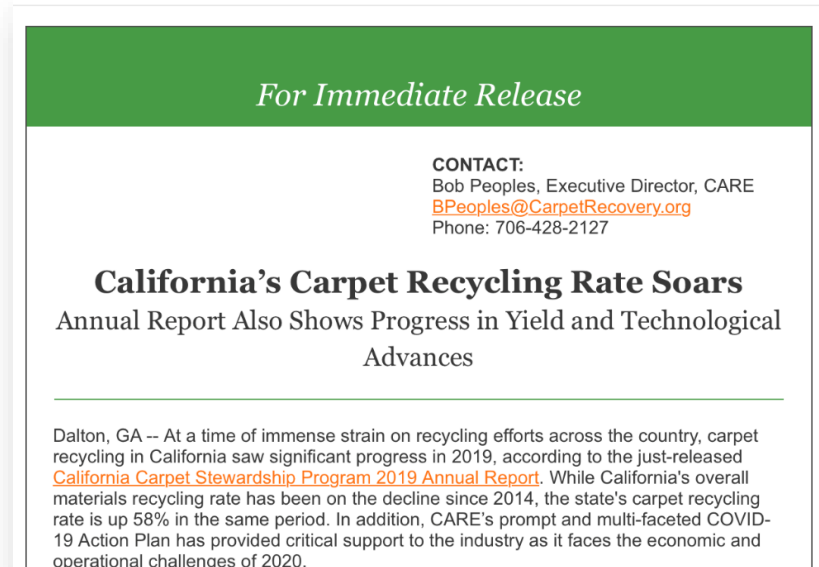 For Immediate Release
CONTACT:
Bob Peoples, Executive Director, CARE
BPeoples@CarpetRecovery.org
Phone: 706-428-2127
California’s Carpet Recycling Rate Soars
Annual Report Also Shows Progress in Yield and Technological
Advances
Dalton, GA -- At a time of immense strain on recycling efforts across the country, carpet
recycling in California saw significant progress in 2019, according to the just-released
California Carpet Stewardship Program 2019 Annual Report. While California's overall
materials recycling rate has been on the decline since 2014, the state's carpet recycling
rate is up 58% in the same period. In addition, CARE’s prompt and multi-faceted COVID-
19 Action Plan has provided critical support to the industry as it faces the economic and
operational challenges of 2020.